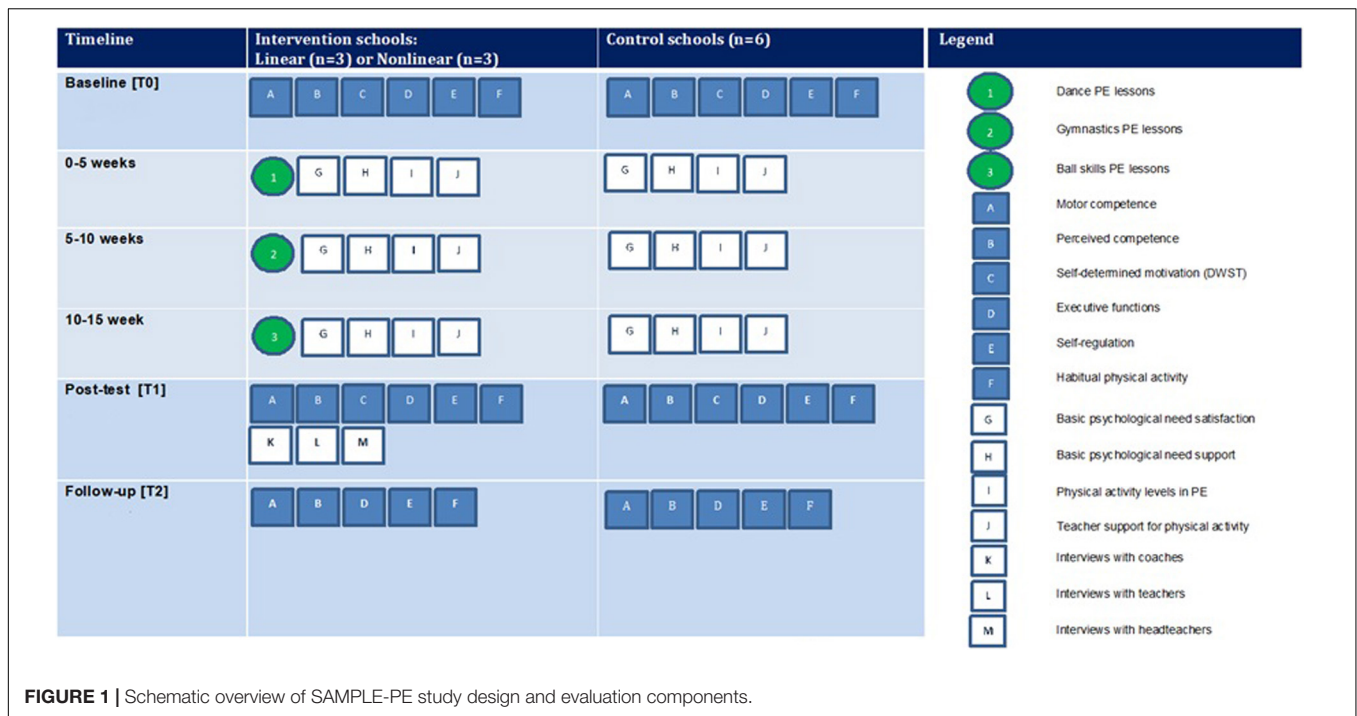 Timeline
Intervention schools:
Linear (n=3) or Nonlinear (n=3)
Control schools (n=6)
Legend
Baseline [T0]
A B C D E F
A B C D E F
0-5 weeks
1 G H I J
G H I J
5-10 weeks
2 G H I J
G H I J
10-15 week
3 G H I J
G H I J
Post-test [T1]
A B C D E F
K L M
A B C D E F
Follow-up [T2]
A B D E F
A B D E F
1 Dance PE lessons
2 Gymnastics PE lessons
3 Ball skills PE lessons
A Motor competence
B Perceived competence
C Self-determined motivation (DWST)
D Executive functions
E Self-regulation
F Habitual physical activity
G Basic psychological need satisfaction
H Basic psychological need support
I Physical activity levels in PE
J Teacher support for physical activity
K Interviews with coaches
L Interviews with teachers
M Interviews with headteachers
FIGURE 1 | Schematic overview of SAMPLE-PE study design and evaluation components.